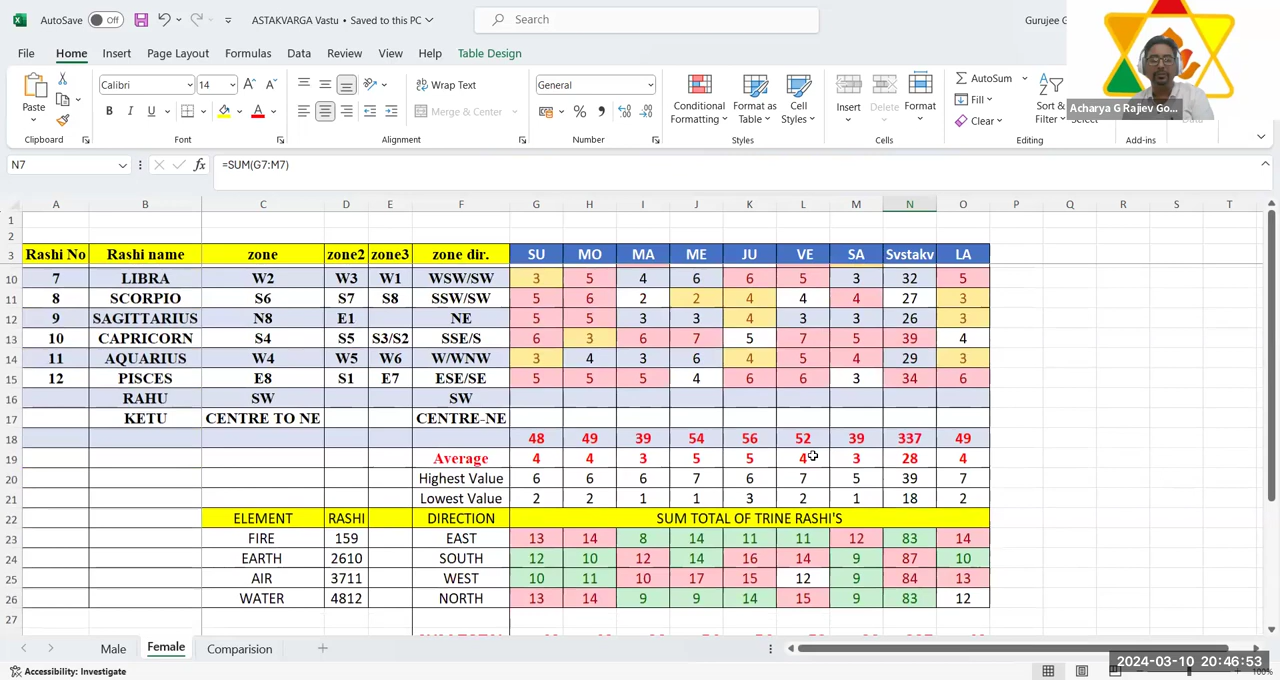 AutoSave Off ASTAKVARGA Vastu • Saved to this PC Search Gurujee G
File Home Insert Page Layout Formulas Data Review View Help Table Design
Paste Calibri 14 A A Wrap Text General Conditional Formatting Format as Table Cell Styles Insert Delete Format AutoSum Fill Clear Sort & Filter Select
B I U A Merge & Center % 9
Clipboard Font Alignment Number Styles Cells Editing Add-ins
Acharya G Rajiev Go...
N7 fx =SUM(G7:M7)
A B C D E F G H I J K L M N O P Q R S T
1
2
3 Rashi No Rashi name zone zone2 zone3 zone dir. SU MO MA ME JU VE SA Svstakv LA
10 7 LIBRA W2 W3 W1 WSW/SW 3 5 4 6 6 5 3 32 5
11 8 SCORPIO S6 S7 S8 SSW/SW 5 6 2 2 4 4 4 27 3
12 9 SAGITTARIUS N8 E1 NE 5 5 3 3 4 3 3 26 3
13 10 CAPRICORN S4 S5 S3/S2 SSE/S 6 3 6 7 5 7 5 39 4
14 11 AQUARIUS W4 W5 W6 W/WNW 3 4 3 6 4 5 4 29 3
15 12 PISCES E8 S1 E7 ESE/SE 5 5 5 4 6 6 3 34 6
16 RAHU SW SW
17 KETU CENTRE TO NE CENTRE-NE
18 48 49 39 54 56 52 39 337 49
19 Average 4 4 3 5 5 4 3 28 4
20 Highest Value 6 6 6 7 6 7 5 39 7
21 Lowest Value 2 2 1 1 3 2 1 18 2
22 ELEMENT RASHI DIRECTION SUM TOTAL OF TRINE RASHI'S
23 FIRE 159 EAST 13 14 8 14 11 11 12 83 14
24 EARTH 2610 SOUTH 12 10 12 14 16 14 9 87 10
25 AIR 3711 WEST 10 11 10 17 15 12 9 84 13
26 WATER 4812 NORTH 13 14 9 9 14 15 9 83 12
27
Male Female Comparision
Accessibility: Investigate
2024-03-10 20:46:53